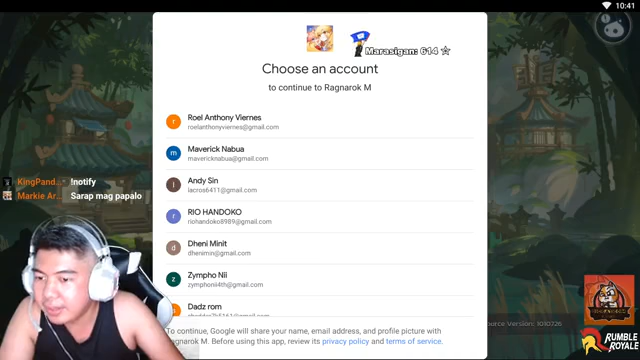 10:41
Marasigan: 614 ☆
Choose an account
to continue to Ragnarok M
r
Roel Anthony Viernes
roelanthonyviernes@gmail.com
m
Maverick Nabua
mavericknabua@gmail.com
l
Andy Sin
lacros6411@gmail.com
r
RIO HANDOKO
riohandoko8989@gmail.com
d
Dheni Minit
dhenimin@gmail.com
z
Zympho Nii
zymphonii4th@gmail.com
Dadz rom
KingPand... !notify
Markie Ar... Sarap mag papalo
To continue, Google will share your name, email address, and profile picture with
Ragnarok M. Before using this app, review its privacy policy and terms of service.
RUMBLE
ROYALE